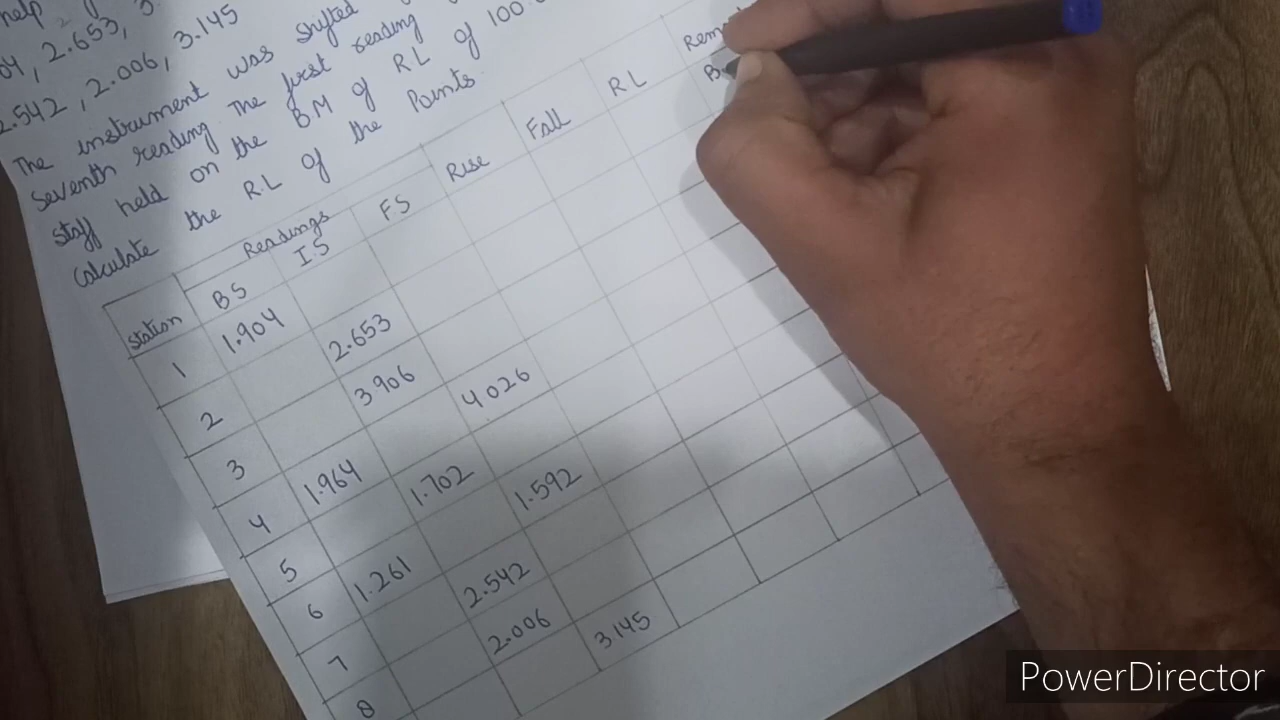 help
04, 2.653, 3
2.542, 2.006, 3.145
The instrument was shifted
seventh reading The first reading
staff held on the BM of RL of 100.
calculate the RL of the Points
Station Readings Rise Fall RL
BS IS FS
1 1.904
2 2.653
3 3.906
4 1.964 4.026
5 1.702
6 1.261 1.592
7 2.542
8 2.006
3.145
PowerDirector